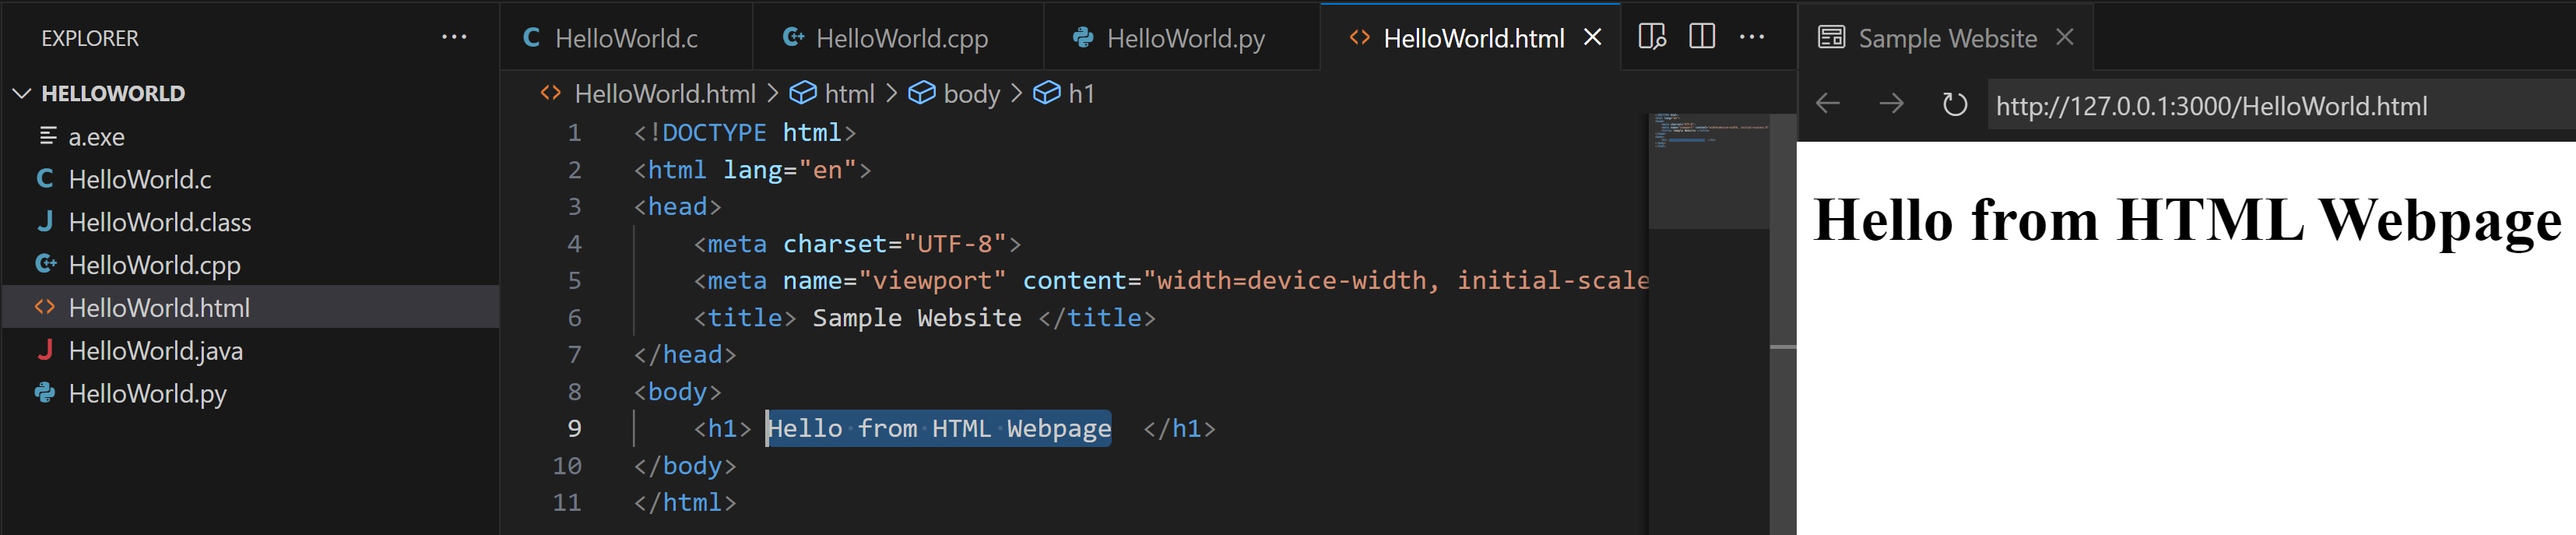 EXPLORER
HELLOWORLD
a.exe
HelloWorld.c
HelloWorld.class
HelloWorld.cpp
HelloWorld.html
HelloWorld.java
HelloWorld.py
HelloWorld.c
HelloWorld.cpp
HelloWorld.py
HelloWorld.html
HelloWorld.html > html > body > h1
1 <!DOCTYPE html>
2 <html lang="en">
3 <head>
4 <meta charset="UTF-8">
5 <meta name="viewport" content="width=device-width, initial-scale
6 <title> Sample Website </title>
7 </head>
8 <body>
9 <h1> Hello from HTML Webpage </h1>
10 </body>
11 </html>
Sample Website
http://127.0.0.1:3000/HelloWorld.html
Hello from HTML Webpage